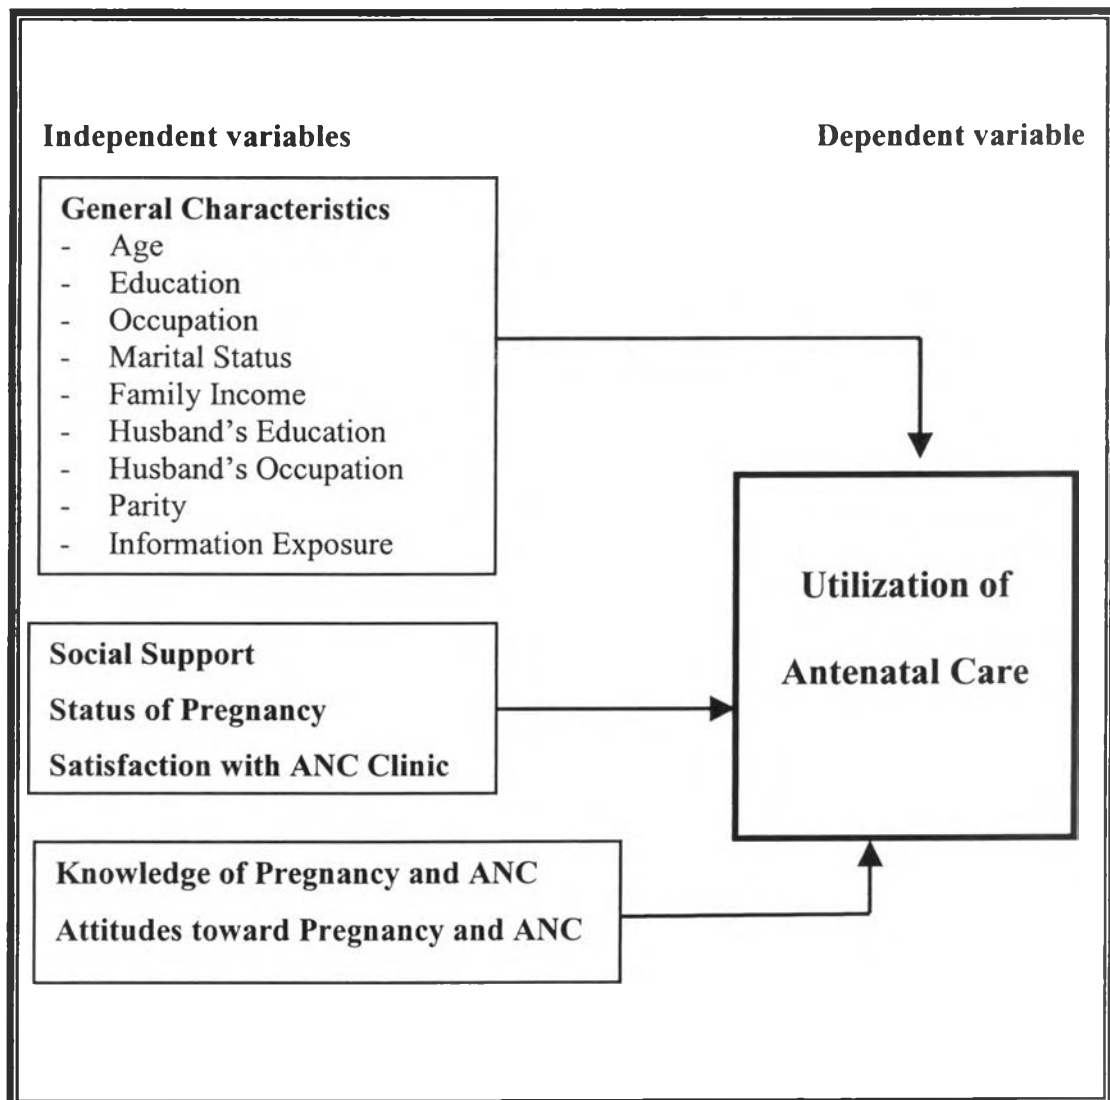 Independent variables
Dependent variable
General Characteristics
- Age
- Education
- Occupation
- Marital Status
- Family Income
- Husband's Education
- Husband's Occupation
- Parity
- Information Exposure
Social Support
Status of Pregnancy
Satisfaction with ANC Clinic
Knowledge of Pregnancy and ANC
Attitudes toward Pregnancy and ANC
Utilization of
Antenatal Care